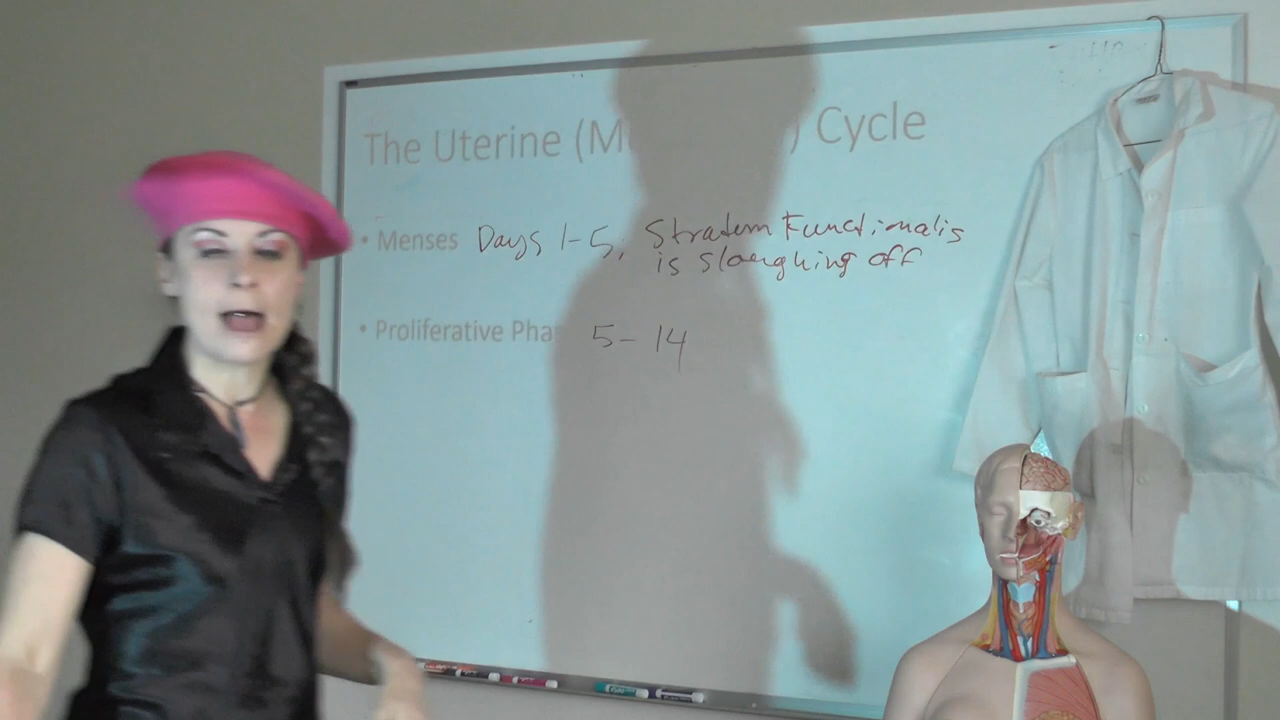 The Uterine (M ) Cycle
• Menses Days 1-5, Stratum Functionalis
is sloughing off
• Proliferative Pha 5-14